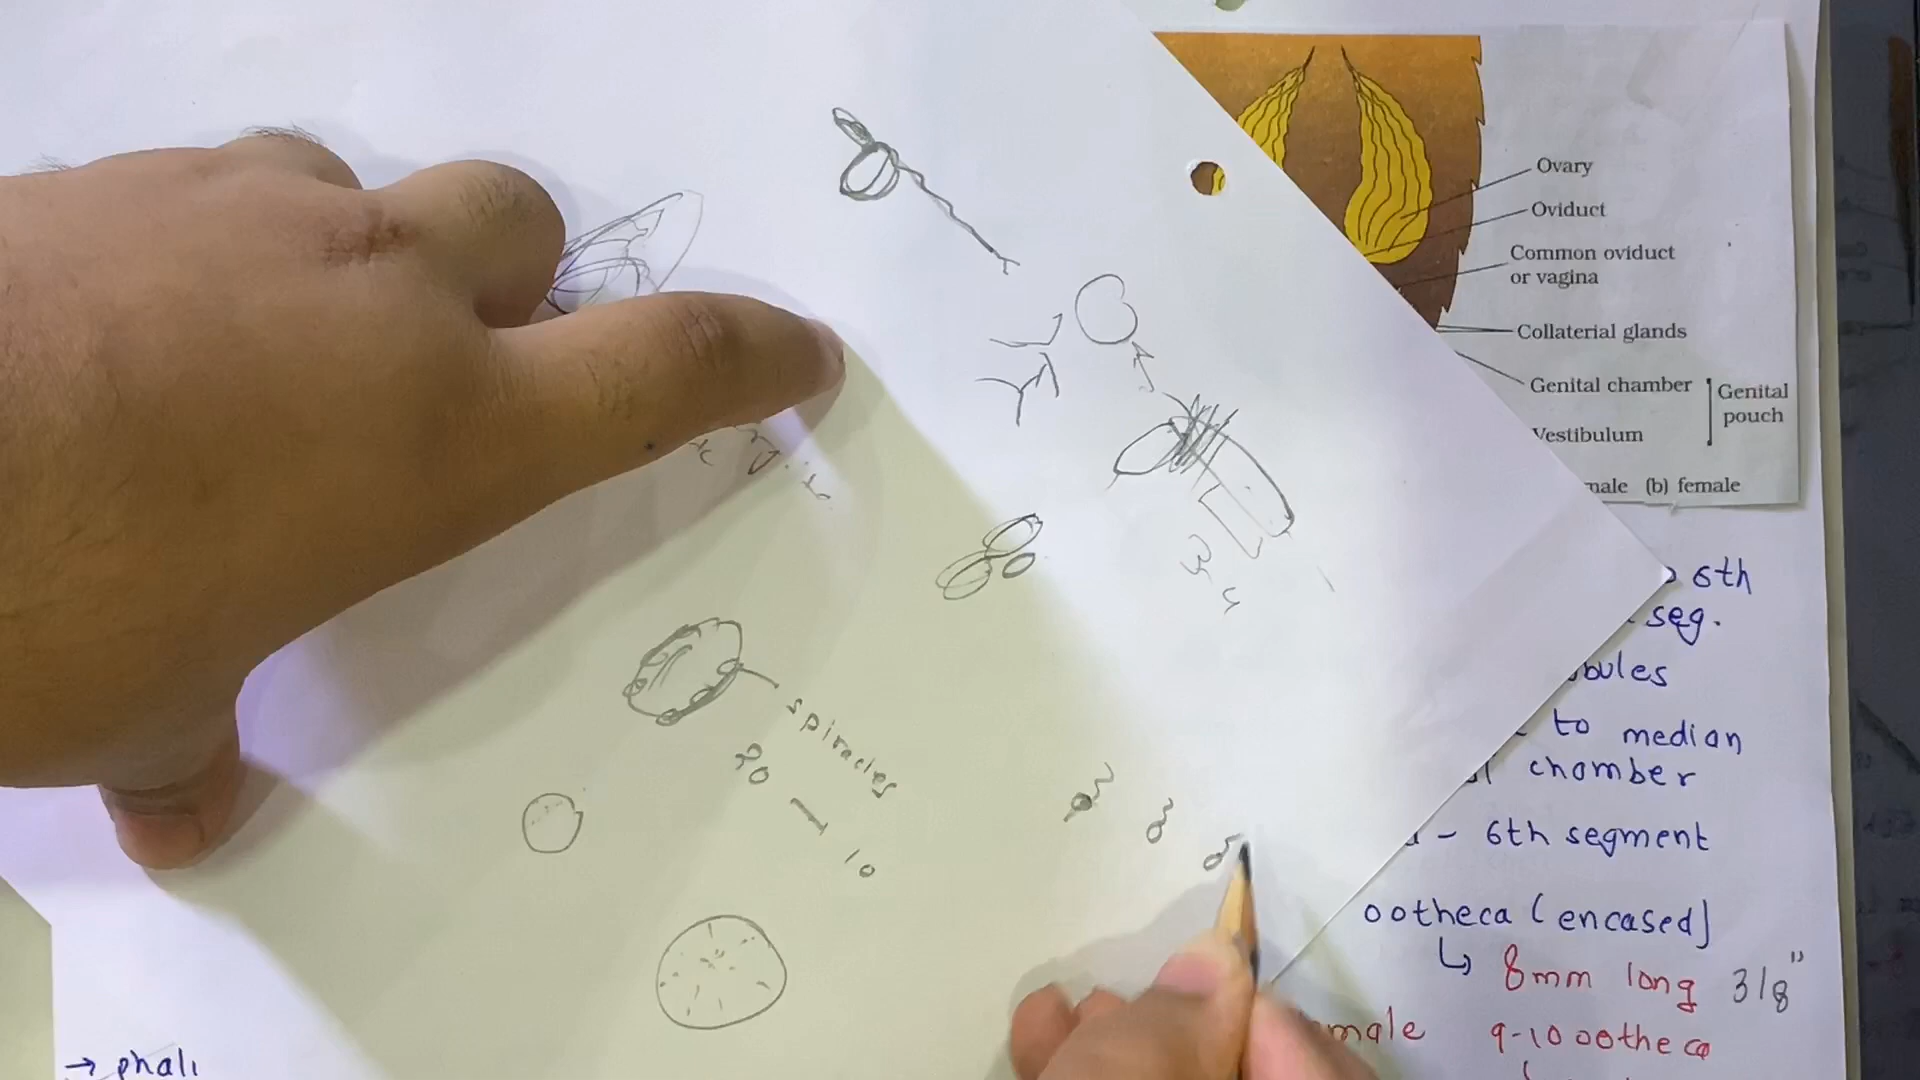 Ovary
Oviduct
Common oviduct
or vagina
Collaterial glands
Genital chamber
Genital
pouch
Vestibulum
male (b) female
6th
seg.
bules
to median
chamber
- 6th segment
ootheca (encased)
↳ 8mm long 3/8"
male 9-10 ootheca
spiracles
20 — 10
→ phall